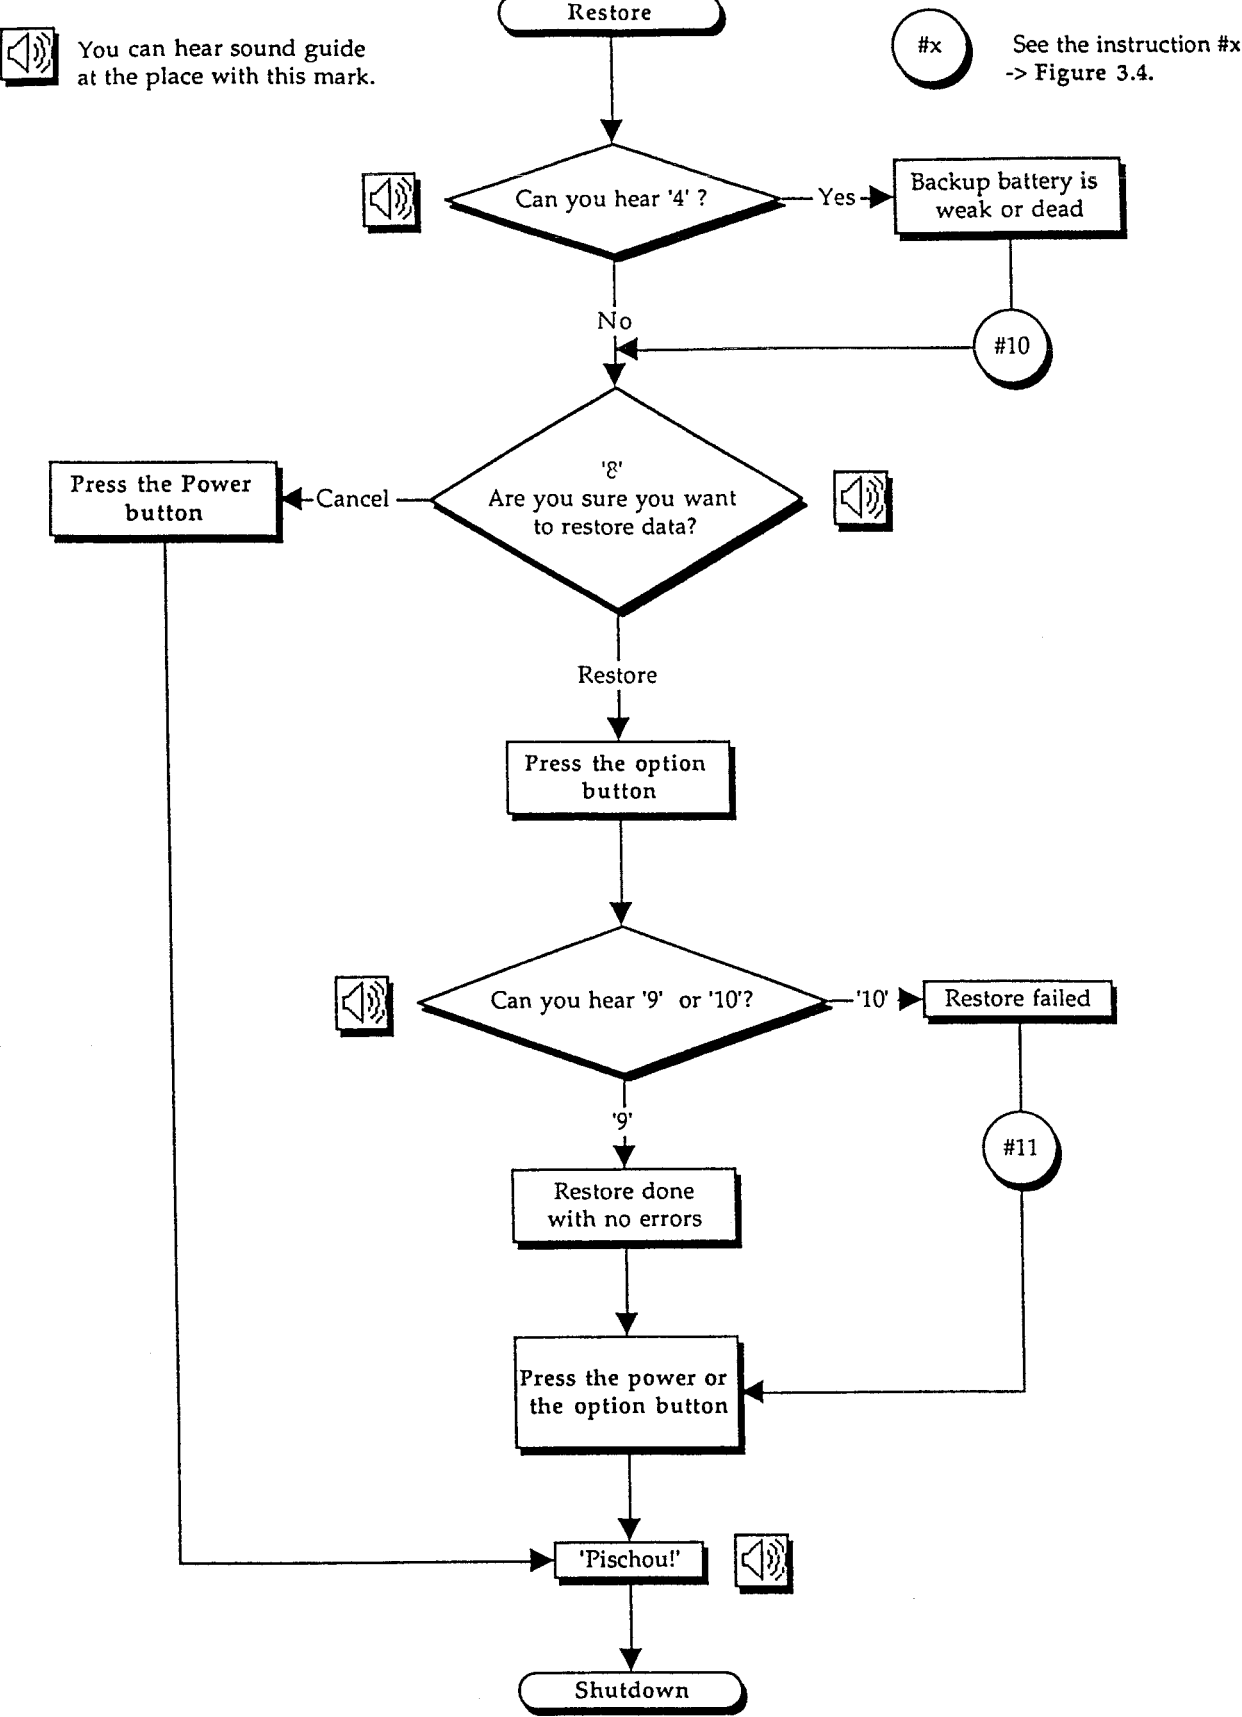 Restore
You can hear sound guide
at the place with this mark.
#x
See the instruction #x
-> Figure 3.4.
Can you hear '4' ?
Yes
Backup battery is
weak or dead
No
#10
'8'
Are you sure you want
to restore data?
Cancel
Press the Power
button
Restore
Press the option
button
Can you hear '9' or '10'?
'10'
Restore failed
'9'
#11
Restore done
with no errors
Press the power or
the option button
'Pischou!'
Shutdown